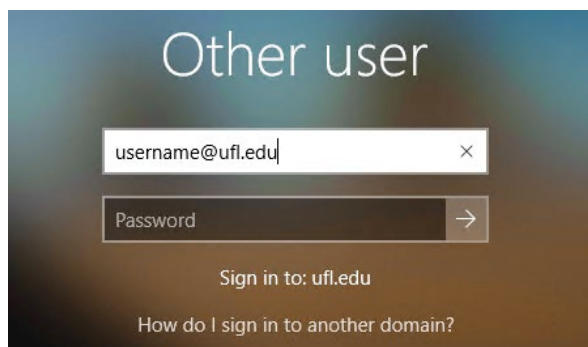 Other user
username@ufl.edu
Password
Sign in to: ufl.edu
How do I sign in to another domain?